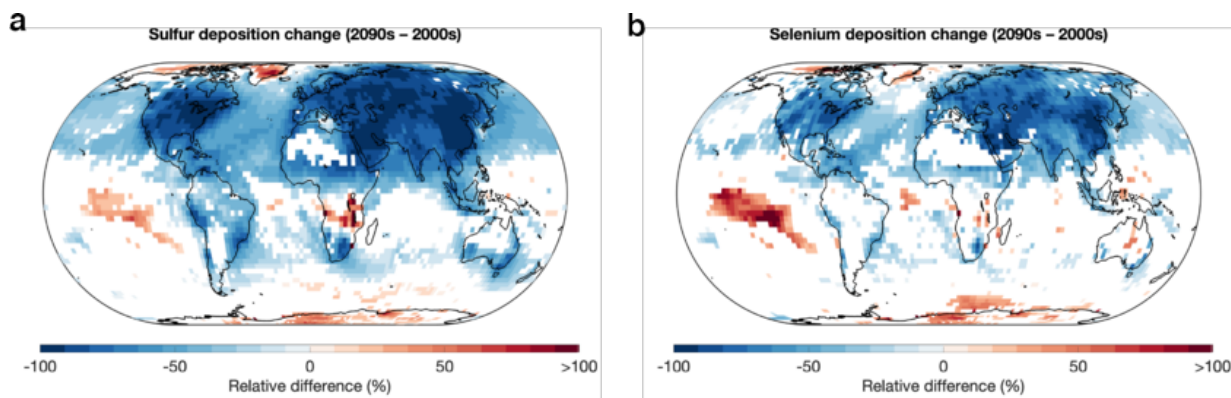 a
Sulfur deposition change (2090s – 2000s)
-100 -50 0 50 >100
Relative difference (%)
b
Selenium deposition change (2090s – 2000s)
-100 -50 0 50 >100
Relative difference (%)